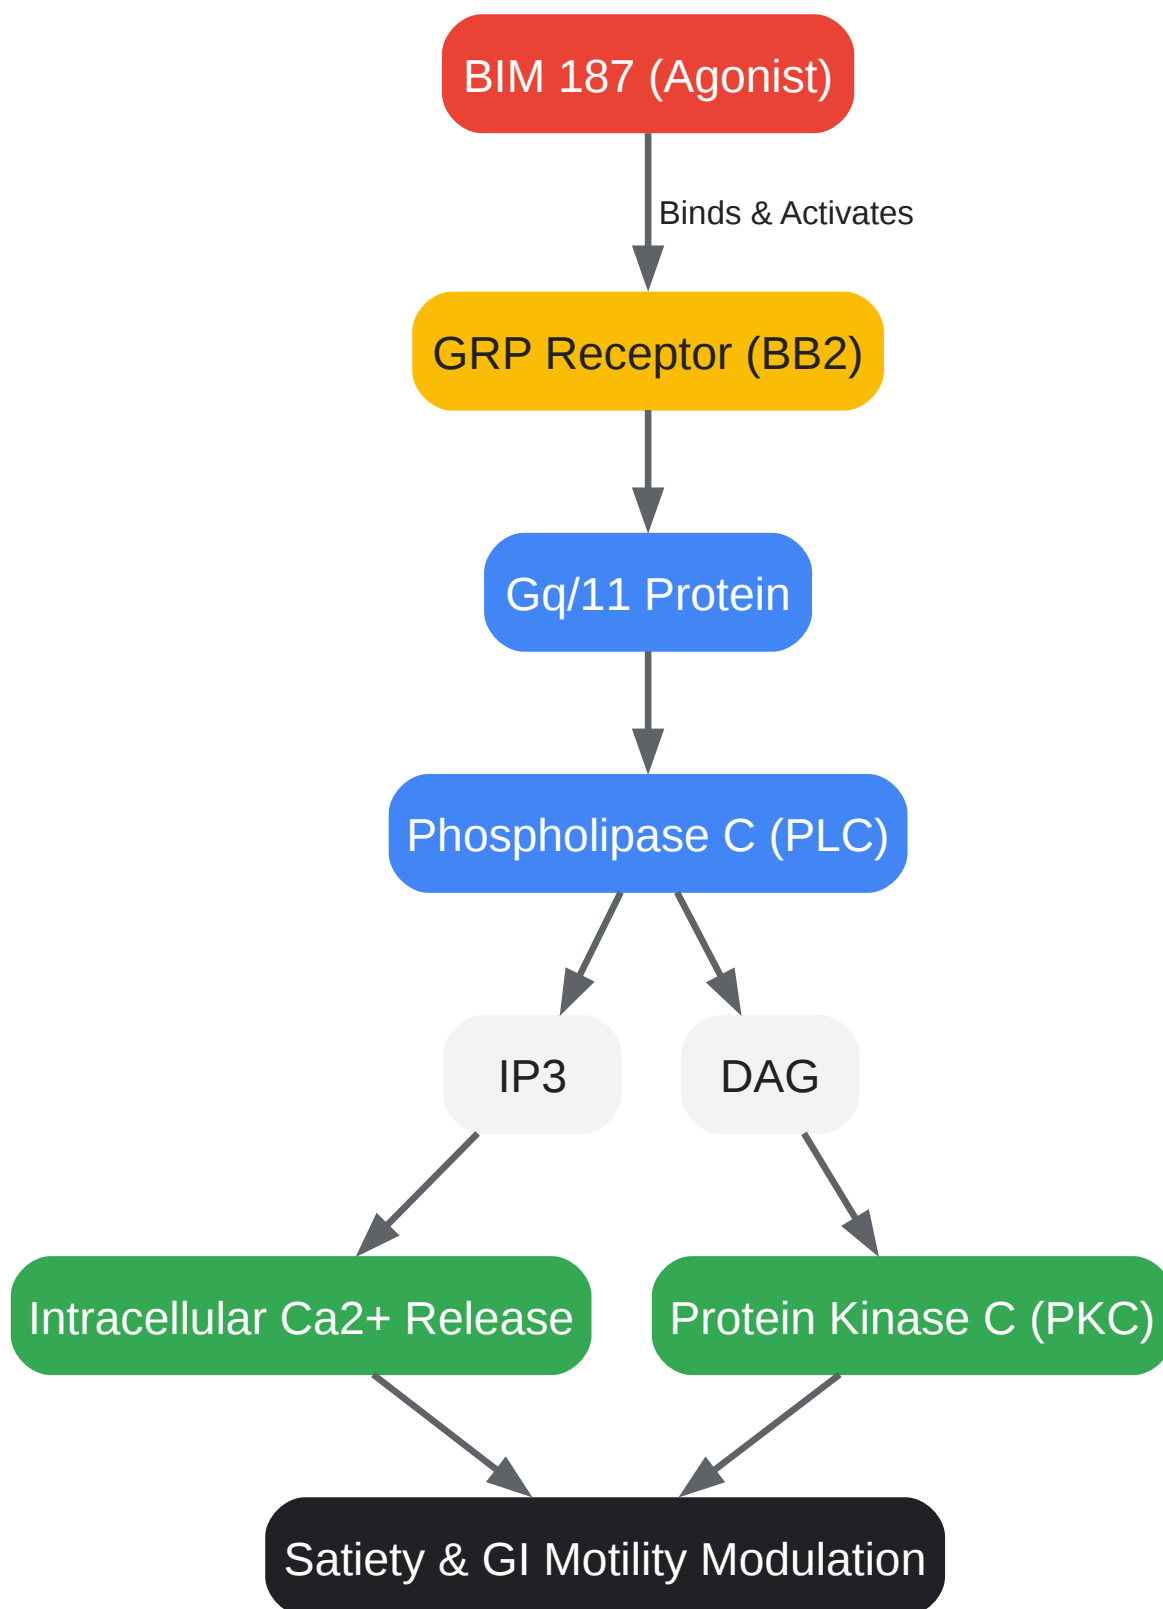 BIM 187 (Agonist)
Binds & Activates
GRP Receptor (BB2)
Gq/11 Protein
Phospholipase C (PLC)
IP3
DAG
Intracellular Ca2+ Release
Protein Kinase C (PKC)
Satiety & GI Motility Modulation